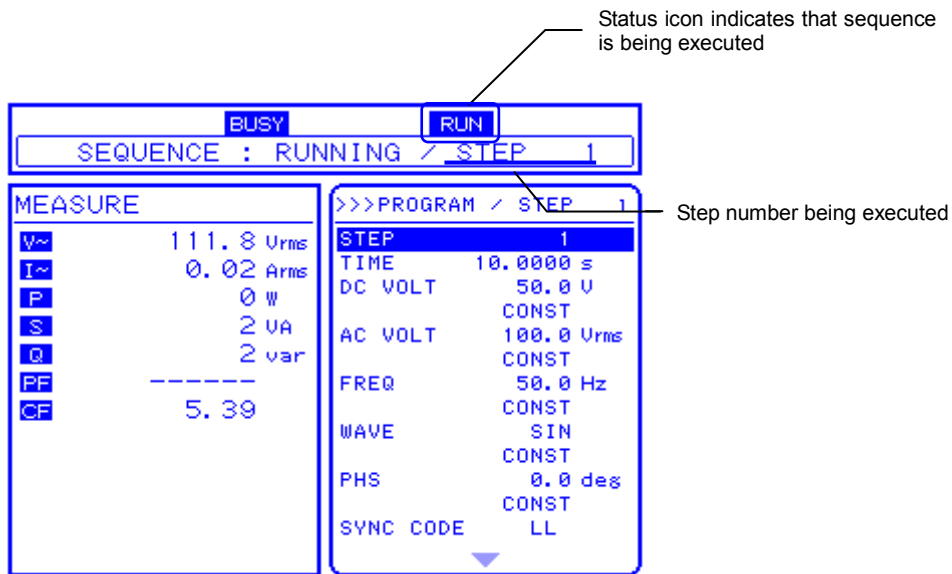 Status icon indicates that sequence
is being executed
BUSY RUN
SEQUENCE : RUNNING / STEP 1
Step number being executed
MEASURE
V~ 111.8 Vrms
I~ 0.02 Arms
P 0 W
S 2 VA
Q 2 var
PF ------
CF 5.39
>>>PROGRAM / STEP 1
STEP 1
TIME 10.0000 s
DC VOLT 50.0 V
CONST
AC VOLT 100.0 Vrms
CONST
FREQ 50.0 Hz
CONST
WAVE SIN
CONST
PHS 0.0 deg
CONST
SYNC CODE LL